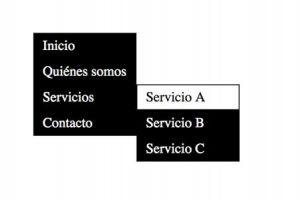 Inicio
Quiénes somos
Servicios
Contacto
Servicio A
Servicio B
Servicio C